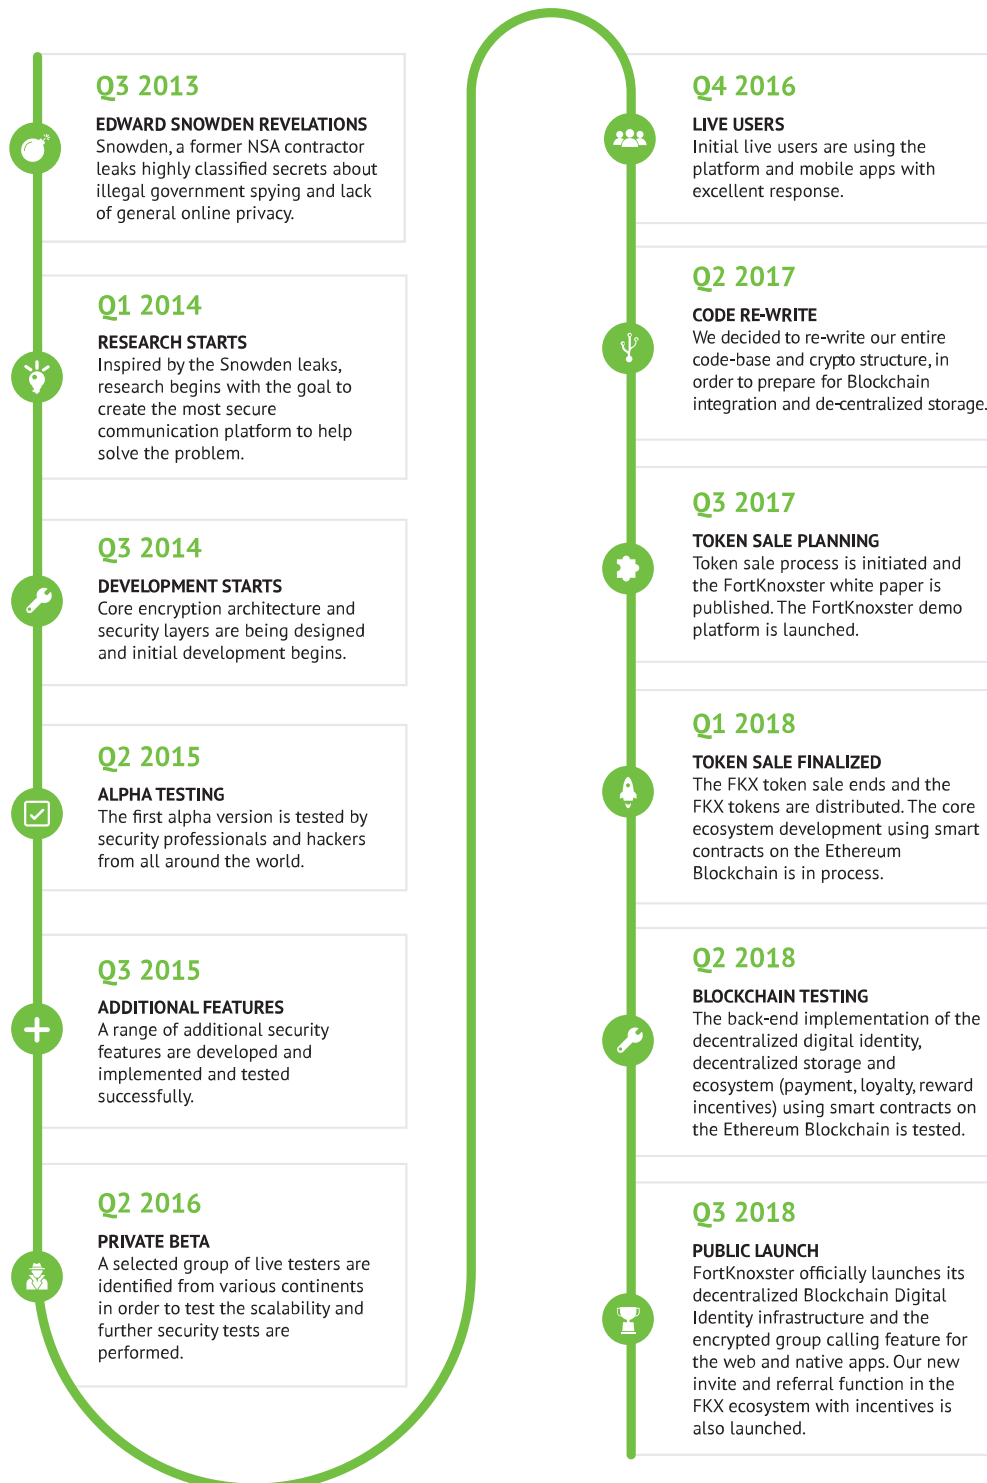 Q3 2013
EDWARD SNOWDEN REVELATIONS
Snowden, a former NSA contractor
leaks highly classified secrets about
illegal government spying and lack
of general online privacy.
Q1 2014
RESEARCH STARTS
Inspired by the Snowden leaks,
research begins with the goal to
create the most secure
communication platform to help
solve the problem.
Q3 2014
DEVELOPMENT STARTS
Core encryption architecture and
security layers are being designed
and initial development begins.
Q2 2015
ALPHA TESTING
The first alpha version is tested by
security professionals and hackers
from all around the world.
Q3 2015
ADDITIONAL FEATURES
A range of additional security
features are developed and
implemented and tested
successfully.
Q2 2016
PRIVATE BETA
A selected group of live testers are
identified from various continents
in order to test the scalability and
further security tests are
performed.
Q4 2016
LIVE USERS
Initial live users are using the
platform and mobile apps with
excellent response.
Q2 2017
CODE RE-WRITE
We decided to re-write our entire
code-base and crypto structure, in
order to prepare for Blockchain
integration and de-centralized storage.
Q3 2017
TOKEN SALE PLANNING
Token sale process is initiated and
the FortKnoxster white paper is
published. The FortKnoxster demo
platform is launched.
Q1 2018
TOKEN SALE FINALIZED
The FKX token sale ends and the
FKX tokens are distributed. The core
ecosystem development using smart
contracts on the Ethereum
Blockchain is in process.
Q2 2018
BLOCKCHAIN TESTING
The back-end implementation of the
decentralized digital identity,
decentralized storage and
ecosystem (payment, loyalty, reward
incentives) using smart contracts on
the Ethereum Blockchain is tested.
Q3 2018
PUBLIC LAUNCH
FortKnoxster officially launches its
decentralized Blockchain Digital
Identity infrastructure and the
encrypted group calling feature for
the web and native apps. Our new
invite and referral function in the
FKX ecosystem with incentives is
also launched.